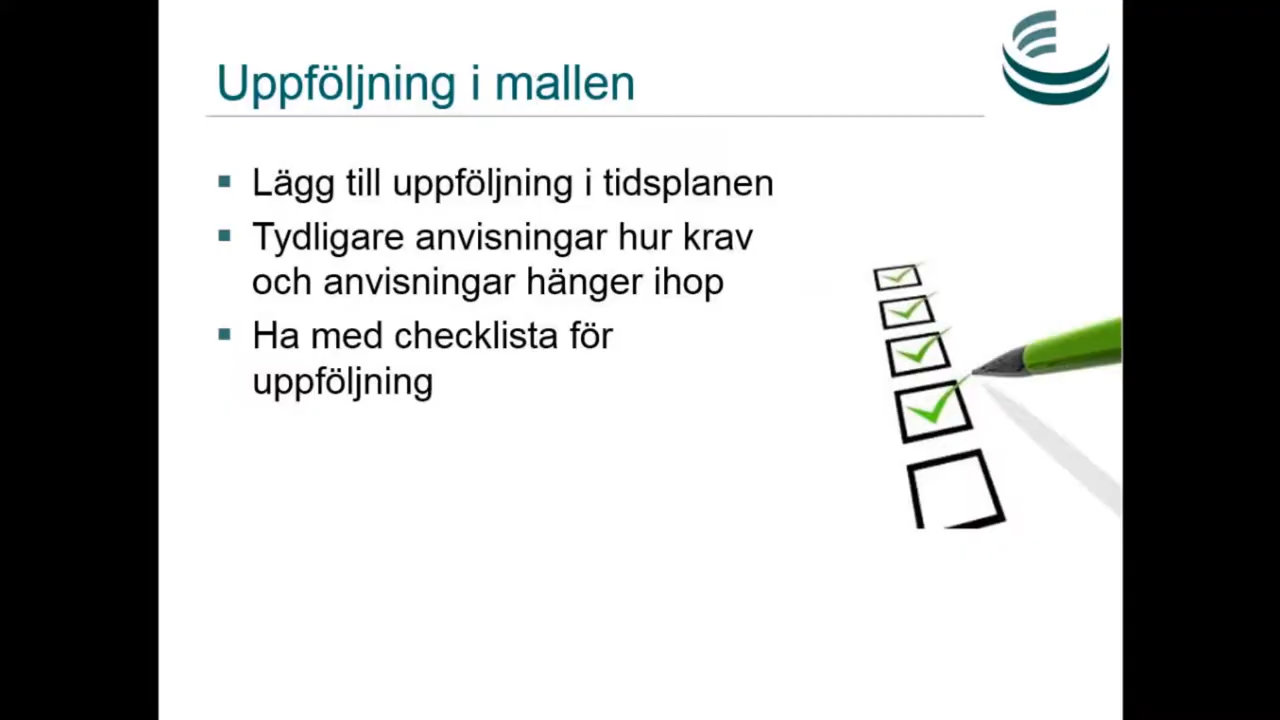 Uppföljning i mallen
Lägg till uppföljning i tidsplanen
Tydligare anvisningar hur krav
och anvisningar hänger ihop
Ha med checklista för
uppföljning